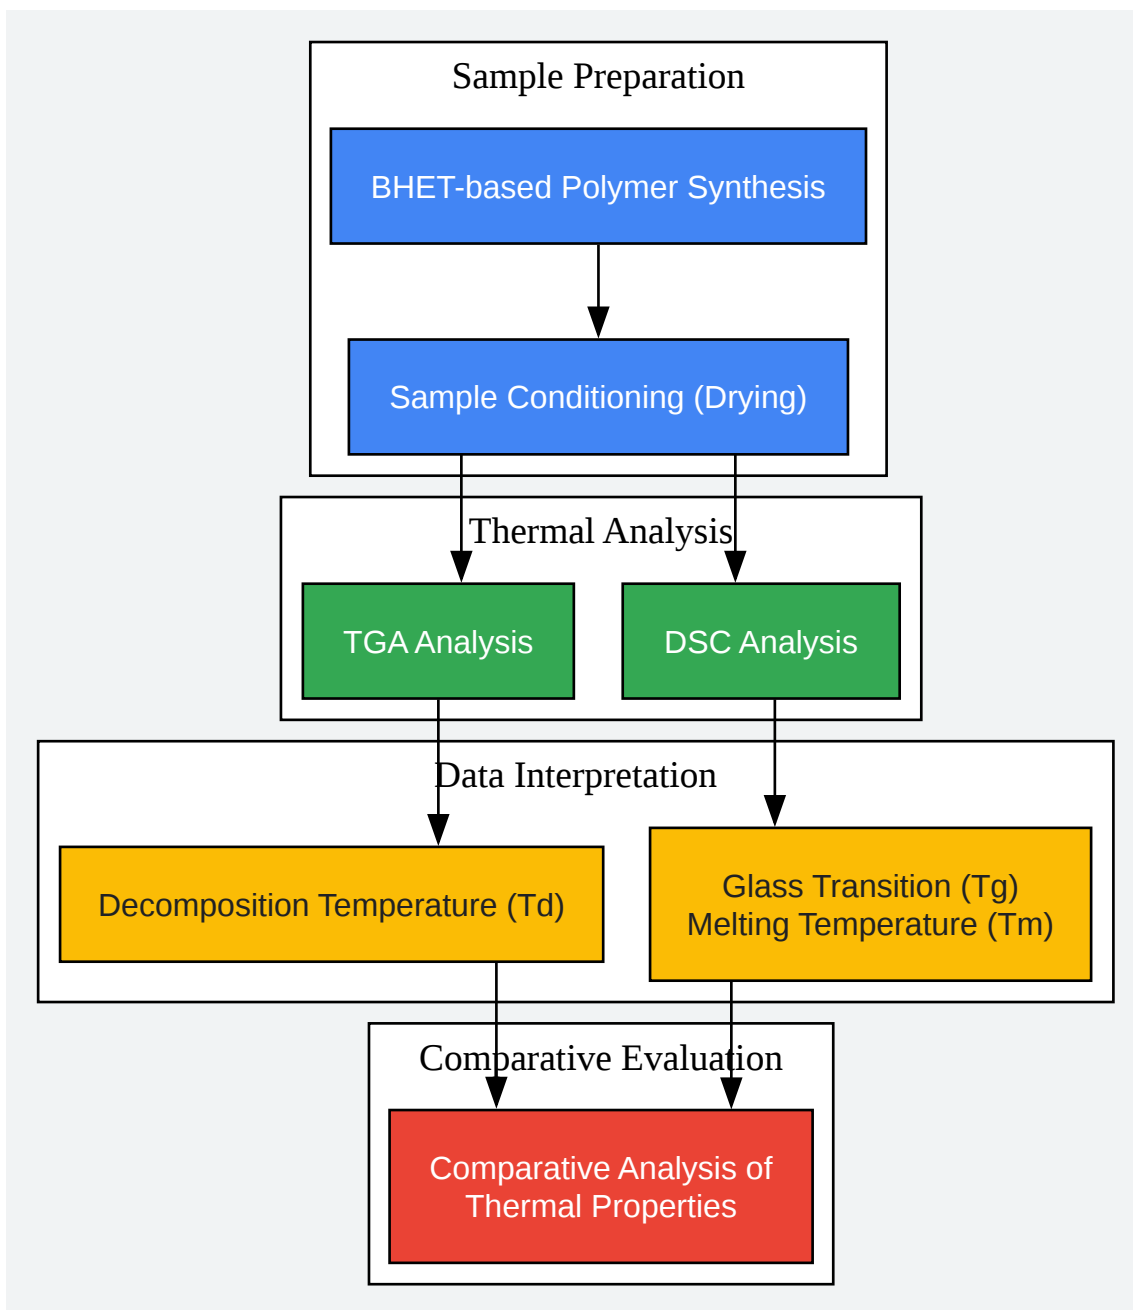 Sample Preparation
BHET-based Polymer Synthesis
Sample Conditioning (Drying)
Thermal Analysis
TGA Analysis
DSC Analysis
Data Interpretation
Decomposition Temperature (Td)
Glass Transition (Tg)
Melting Temperature (Tm)
Comparative Evaluation
Comparative Analysis of
Thermal Properties